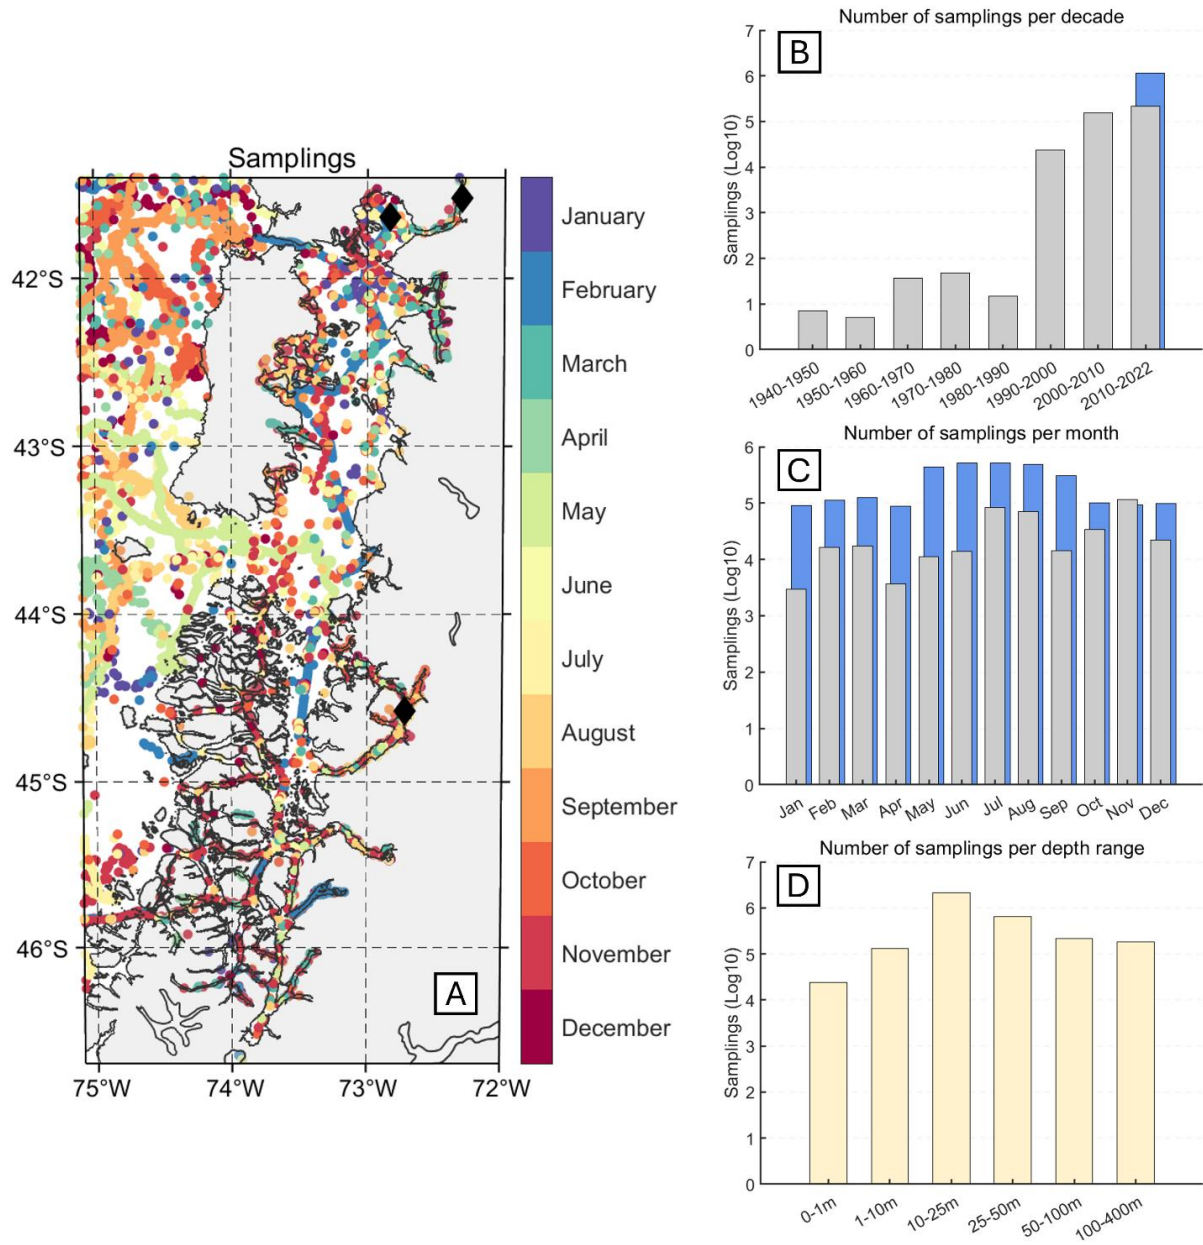 Samplings
42°S
43°S
44°S
45°S
46°S
75°W
74°W
73°W
72°W
A
January
February
March
April
May
June
July
August
September
October
November
December
Number of samplings per decade
B
Samplings (Log10)
7
6
5
4
3
2
1
0
1940-1950
1950-1960
1960-1970
1970-1980
1980-1990
1990-2000
2000-2010
2010-2022
Number of samplings per month
C
Samplings (Log10)
6
5
4
3
2
1
0
Jan
Feb
Mar
Apr
May
Jun
Jul
Aug
Sep
Oct
Nov
Dec
Number of samplings per depth range
D
Samplings (Log10)
7
6
5
4
3
2
1
0
0-1m
1-10m
10-25m
25-50m
50-100m
100-400m